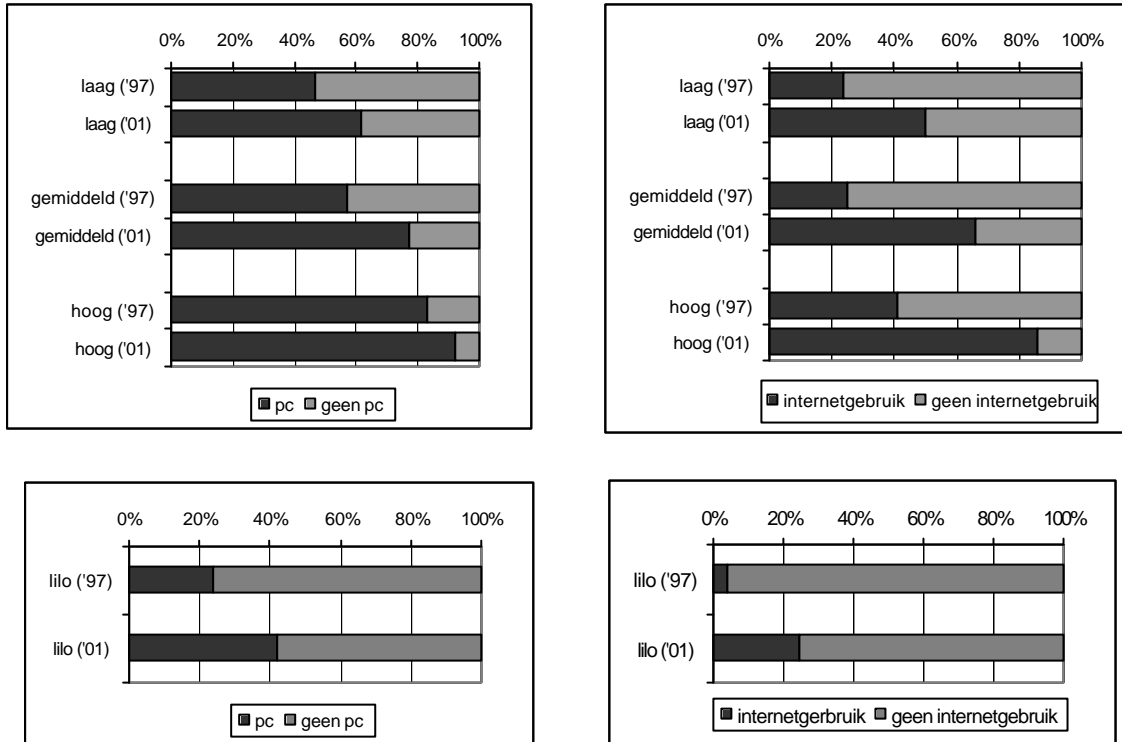 0% 20% 40% 60% 80% 100%
laag ('97)
laag ('01)
gemiddeld ('97)
gemiddeld ('01)
hoog ('97)
hoog ('01)
pc geen pc
0% 20% 40% 60% 80% 100%
laag ('97)
laag ('01)
gemiddeld ('97)
gemiddeld ('01)
hoog ('97)
hoog ('01)
internetgebruik geen internetgebruik
0% 20% 40% 60% 80% 100%
lilo ('97)
lilo ('01)
pc geen pc
0% 20% 40% 60% 80% 100%
lilo ('97)
lilo ('01)
internetgerbruik geen internetgebruik